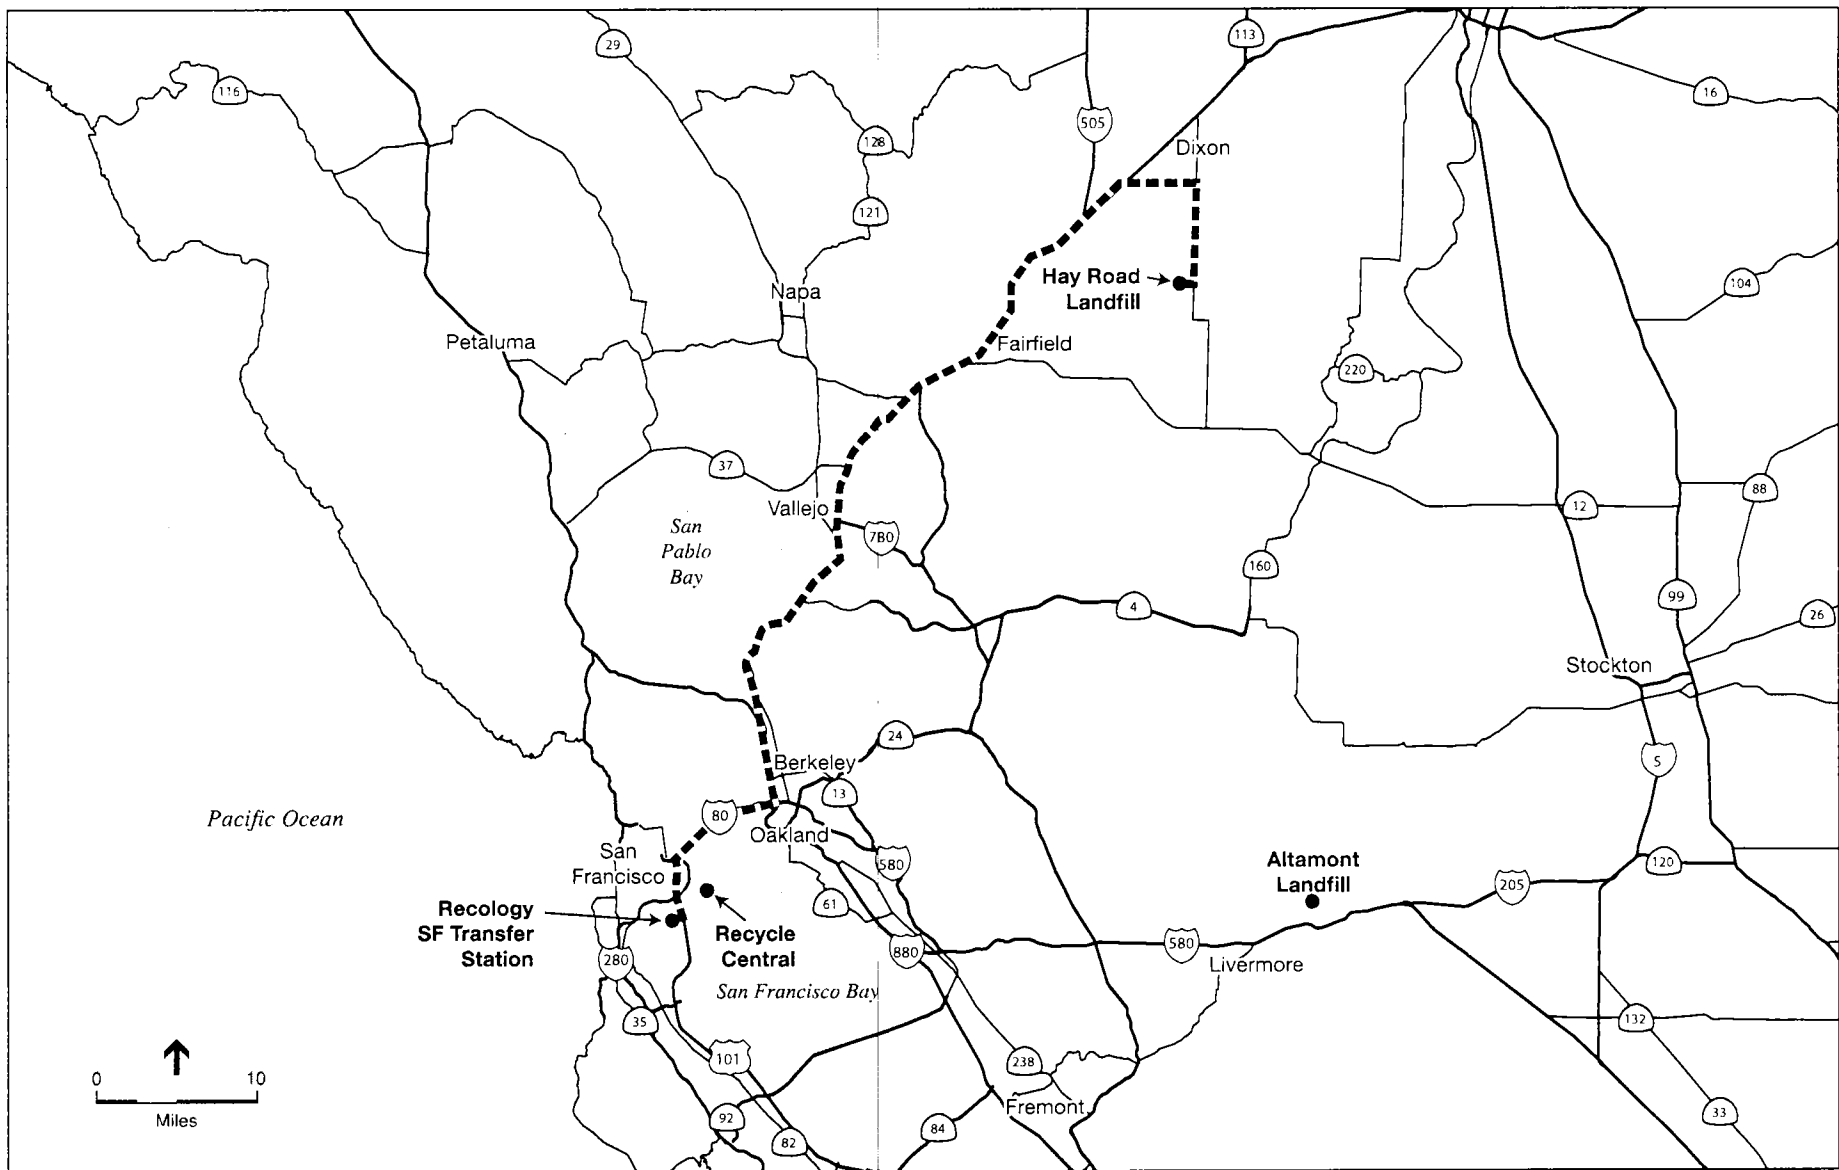 29
113
116
16
505
128
Dixon
121
Hay Road
Landfill
104
Napa
Petaluma
Fairfield
220
37
Vallejo
88
12
San
Pablo
Bay
780
160
99
4
26
Stockton
24
5
Berkeley
13
80
Pacific Ocean
Oakland
San
Francisco
580
Altamont
Landfill
120
205
61
Recology
SF Transfer
Station
Recycle
Central
280
880
580
Livermore
San Francisco Bay
35
132
101
238
0
10
Miles
Fremont
92
82
84
33